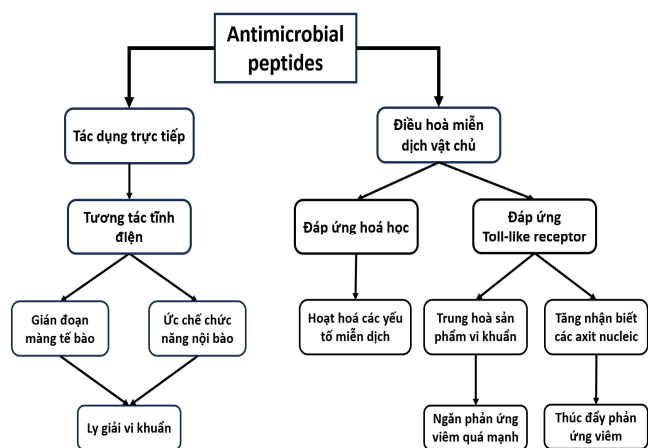 Antimicrobial
peptides
Tác dụng trực tiếp
Điều hoà miễn
dịch vật chủ
Tương tác tĩnh
điện
Đáp ứng hoá học
Đáp ứng
Toll-like receptor
Gián đoạn
màng tế bào
Ức chế chức
năng nội bào
Hoạt hoá các yếu
tố miễn dịch
Trung hoà sản
phẩm vi khuẩn
Tăng nhận biết
các axit nucleic
Ly giải vi khuẩn
Ngăn phản ứng
viêm quá mạnh
Thúc đẩy phản
ứng viêm